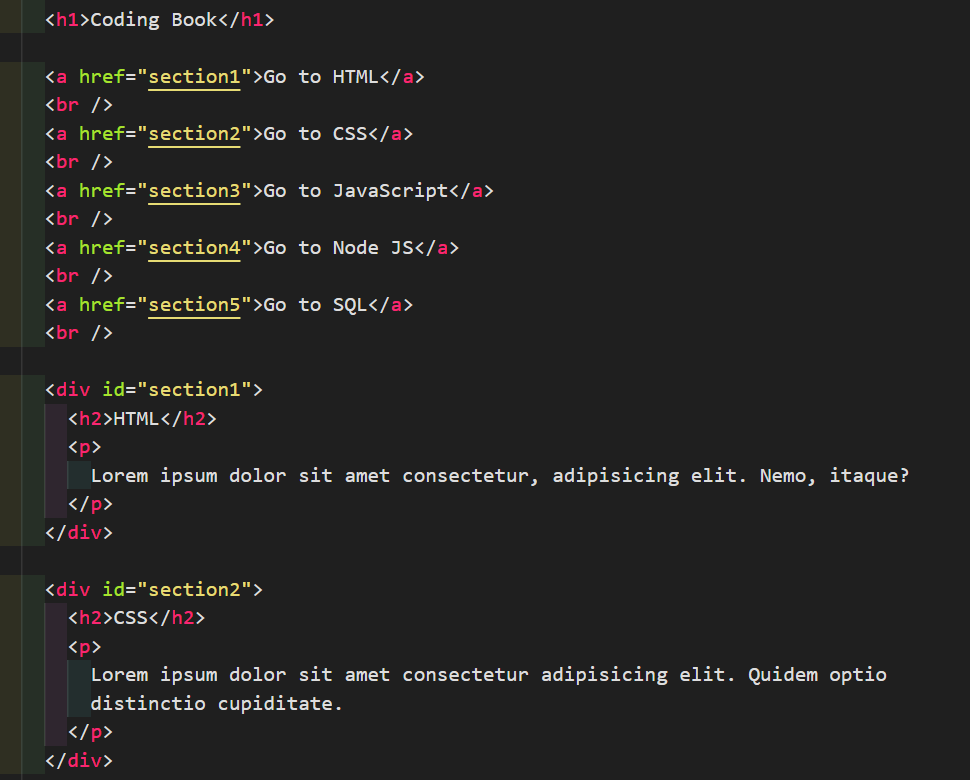 <h1>Coding Book</h1>
<a href="section1">Go to HTML</a>
<br />
<a href="section2">Go to CSS</a>
<br />
<a href="section3">Go to JavaScript</a>
<br />
<a href="section4">Go to Node JS</a>
<br />
<a href="section5">Go to SQL</a>
<br />
<div id="section1">
<h2>HTML</h2>
<p>
Lorem ipsum dolor sit amet consectetur, adipisicing elit. Nemo, itaque?
</p>
</div>
<div id="section2">
<h2>CSS</h2>
<p>
Lorem ipsum dolor sit amet consectetur adipisicing elit. Quidem optio
distinctio cupiditate.
</p>
</div>